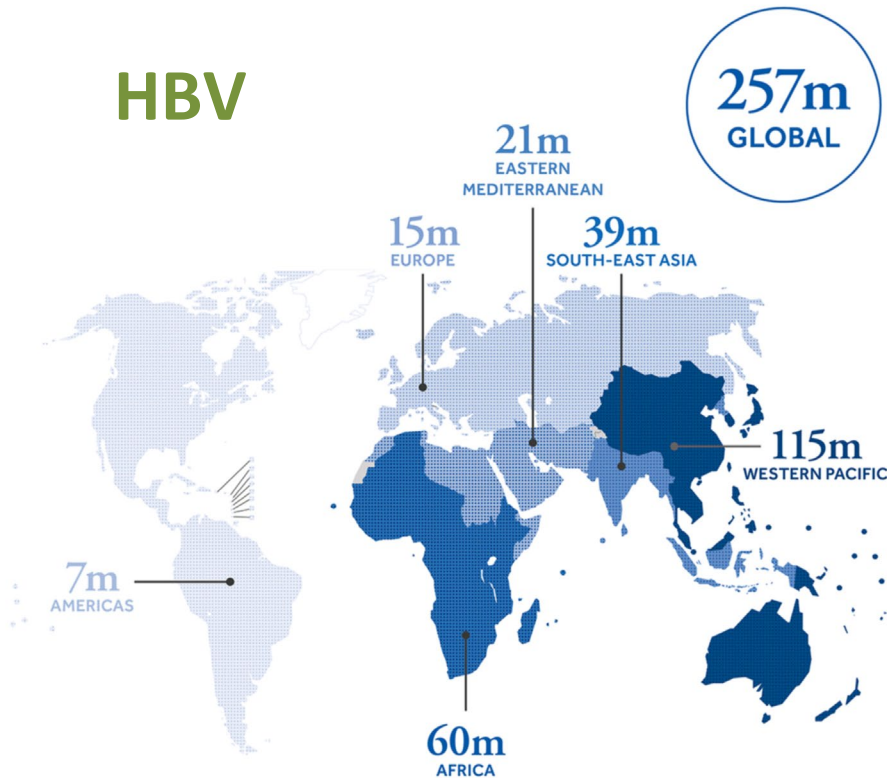 HBV
257m
GLOBAL
21m
EASTERN
MEDITERRANEAN
15m
EUROPE
39m
SOUTH-EAST ASIA
115m
WESTERN PACIFIC
7m
AMERICAS
60m
AFRICA